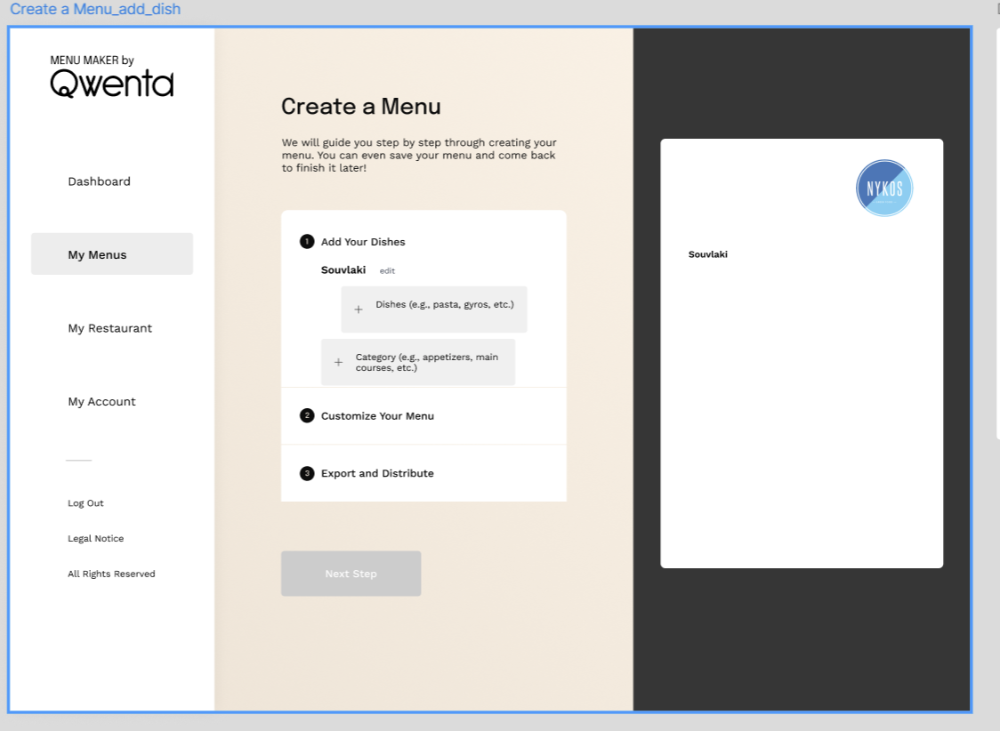 Create a Menu_add_dish
MENU MAKER by
Qwenta
Dashboard
My Menus
My Restaurant
My Account
Log Out
Legal Notice
All Rights Reserved
Create a Menu
We will guide you step by step through creating your
menu. You can even save your menu and come back
to finish it later!
1 Add Your Dishes
Souvlaki edit
+ Dishes (e.g., pasta, gyros, etc.)
+ Category (e.g., appetizers, main
courses, etc.)
2 Customize Your Menu
3 Export and Distribute
Next Step
NYKOS
Souvlaki